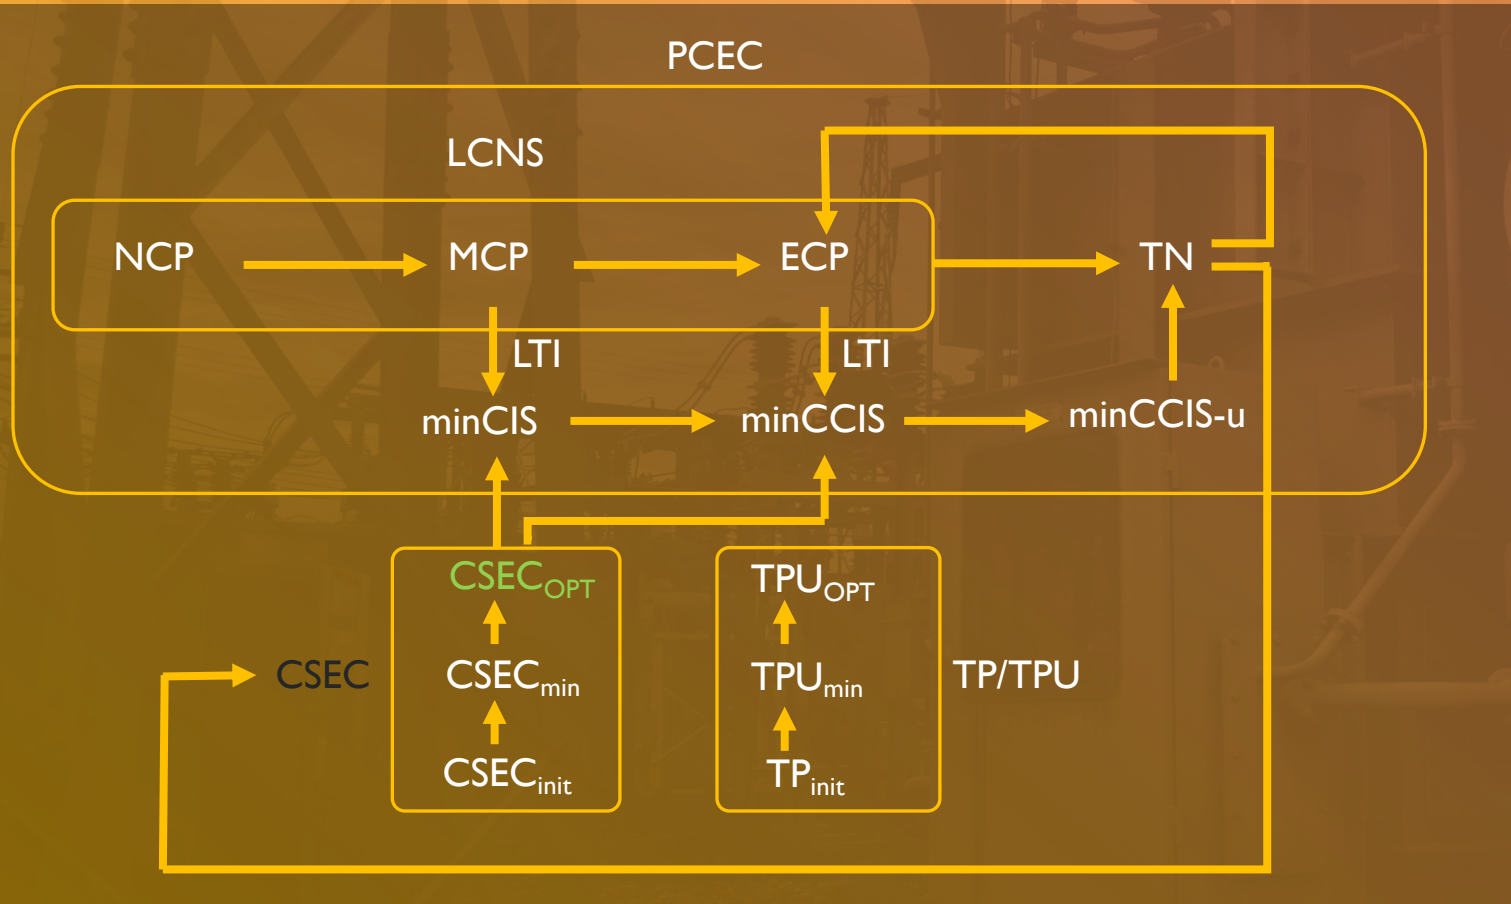 PCEC
LCNS
NCP MCP ECP TN
LTI LTI
minCIS minCCIS minCCIS-u
CSECOPT TPUOPT
CSEC CSECmin TPUmin TP/TPU
CSECinit TPinit